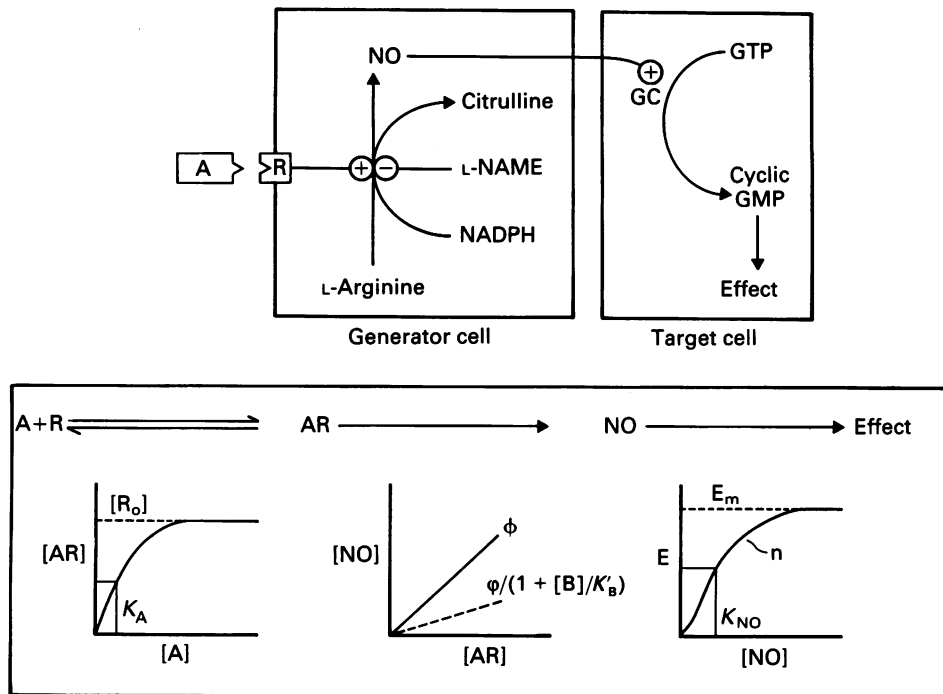 NO
GTP
+
GC
Citrulline
A
R
+
−
L-NAME
Cyclic
GMP
NADPH
L-Arginine
Effect
Generator cell
Target cell
A+R
AR
NO
Effect
[R₀]
[AR]
K_A
[A]
[NO]
ϕ
φ/(1 + [B]/K′_B)
[AR]
E_m
E
n
K_NO
[NO]